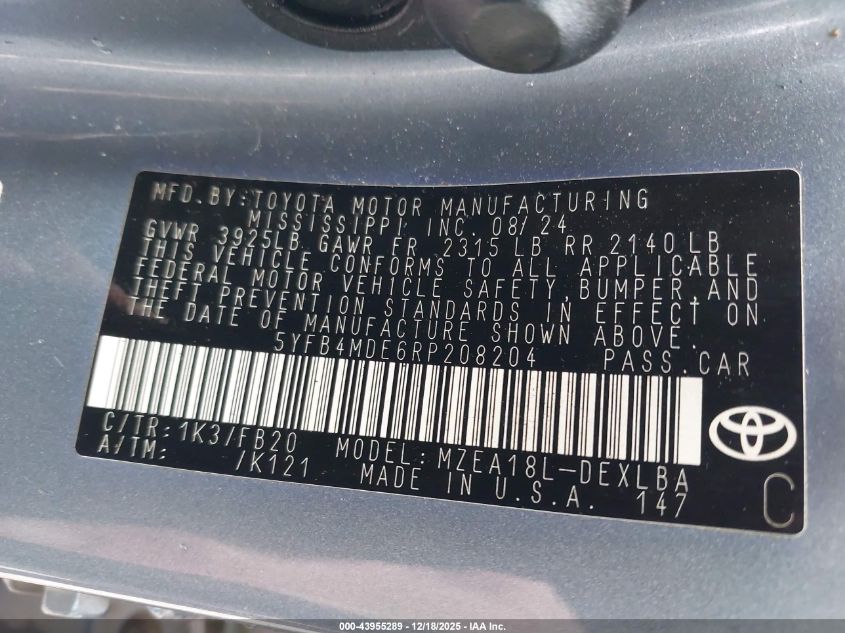 MFD.BY:TOYOTA MOTOR MANUFACTURING
MISSISSIPPI, INC. 08/24
GVWR 3925LB GAWR FR 2315 LB RR 2140 LB
THIS VEHICLE CONFORMS TO ALL APPLICABLE
FEDERAL MOTOR VEHICLE SAFETY,BUMPER,AND
THEFT PREVENTION STANDARDS IN EFFECT ON
THE DATE OF MANUFACTURE SHOWN ABOVE.
5YFB4MDE6RP208204 PASS.CAR
C/TR:1K3/FB20 MODEL:MZEA18L-DEXLBA
A/TM: /K121 MADE IN U.S.A. 147
C
000-43955289 - 12/18/2025 - IAA Inc.